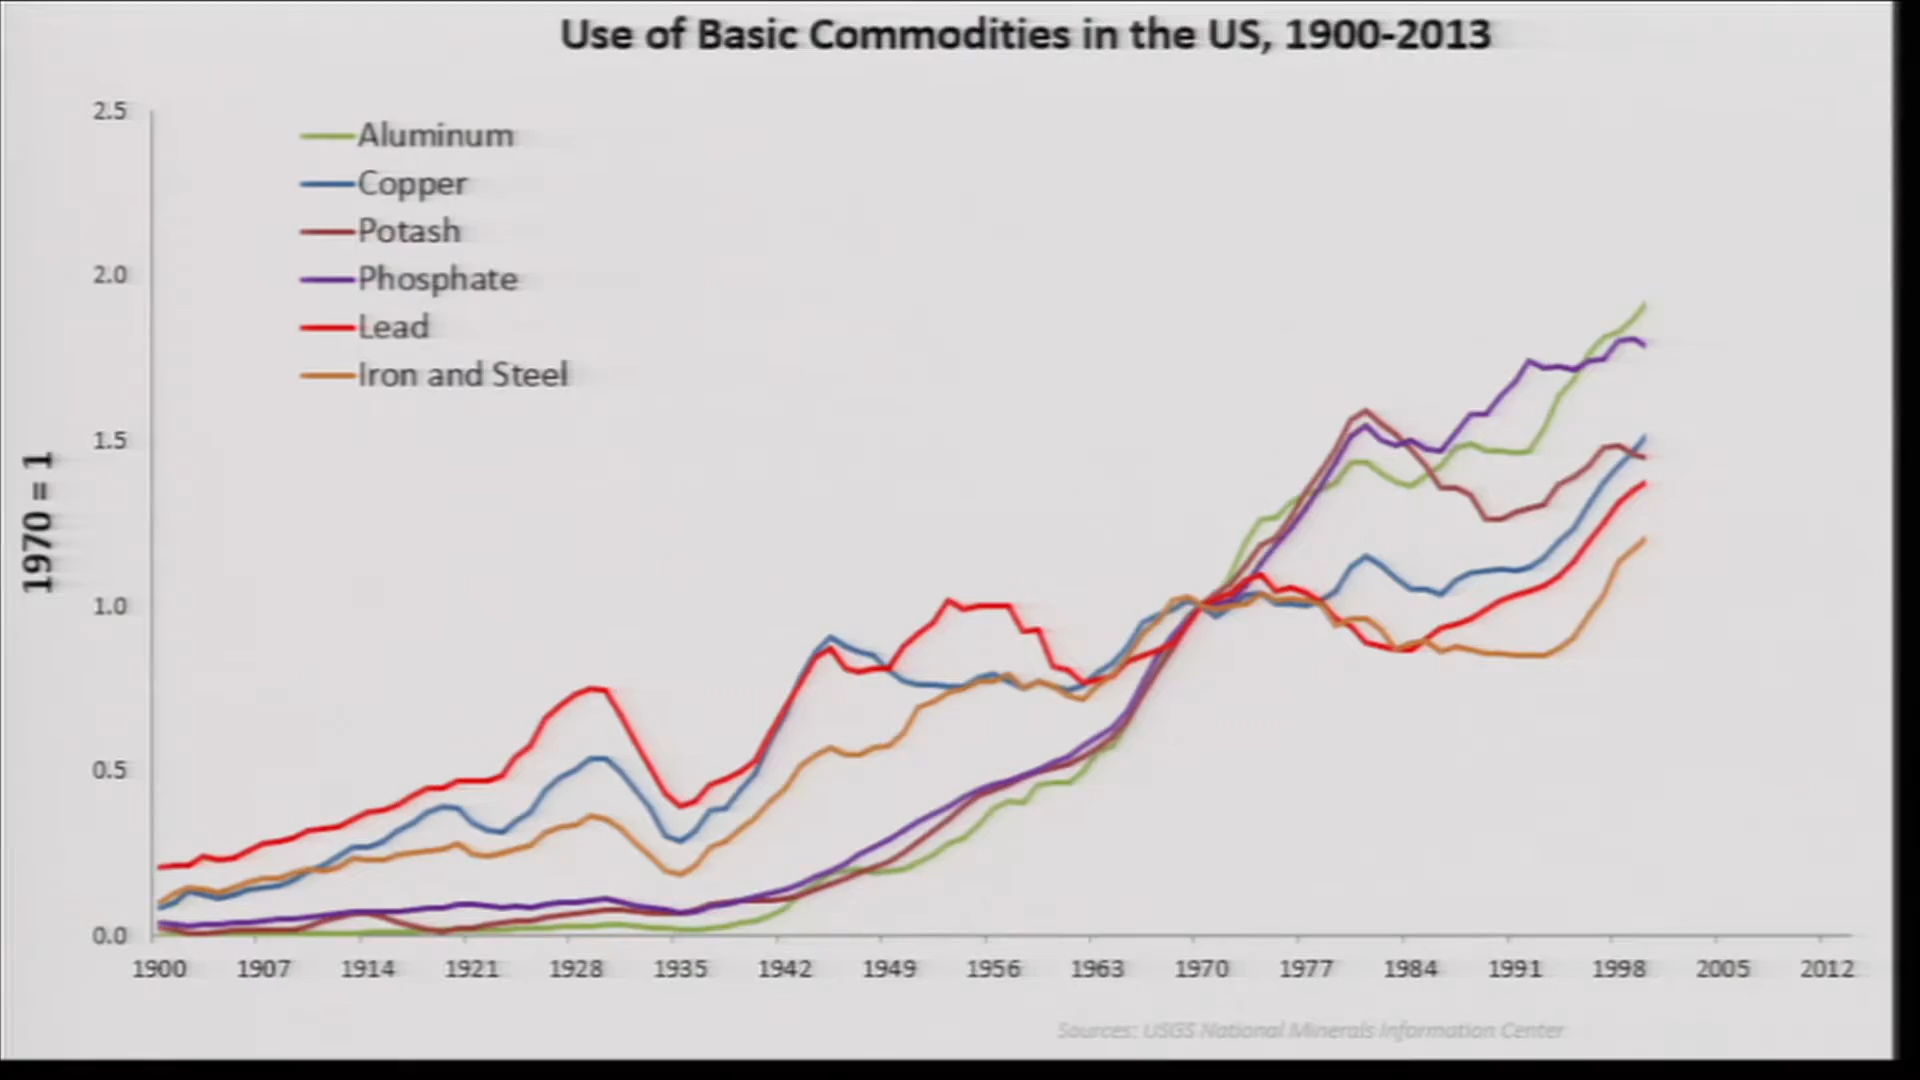 Use of Basic Commodities in the US, 1900-2013
2.5
2.0
1.5
1.0
0.5
0.0
1970 = 1
Aluminum
Copper
Potash
Phosphate
Lead
Iron and Steel
1900 1907 1914 1921 1928 1935 1942 1949 1956 1963 1970 1977 1984 1991 1998 2005 2012
Sources: USGS National Minerals Information Center